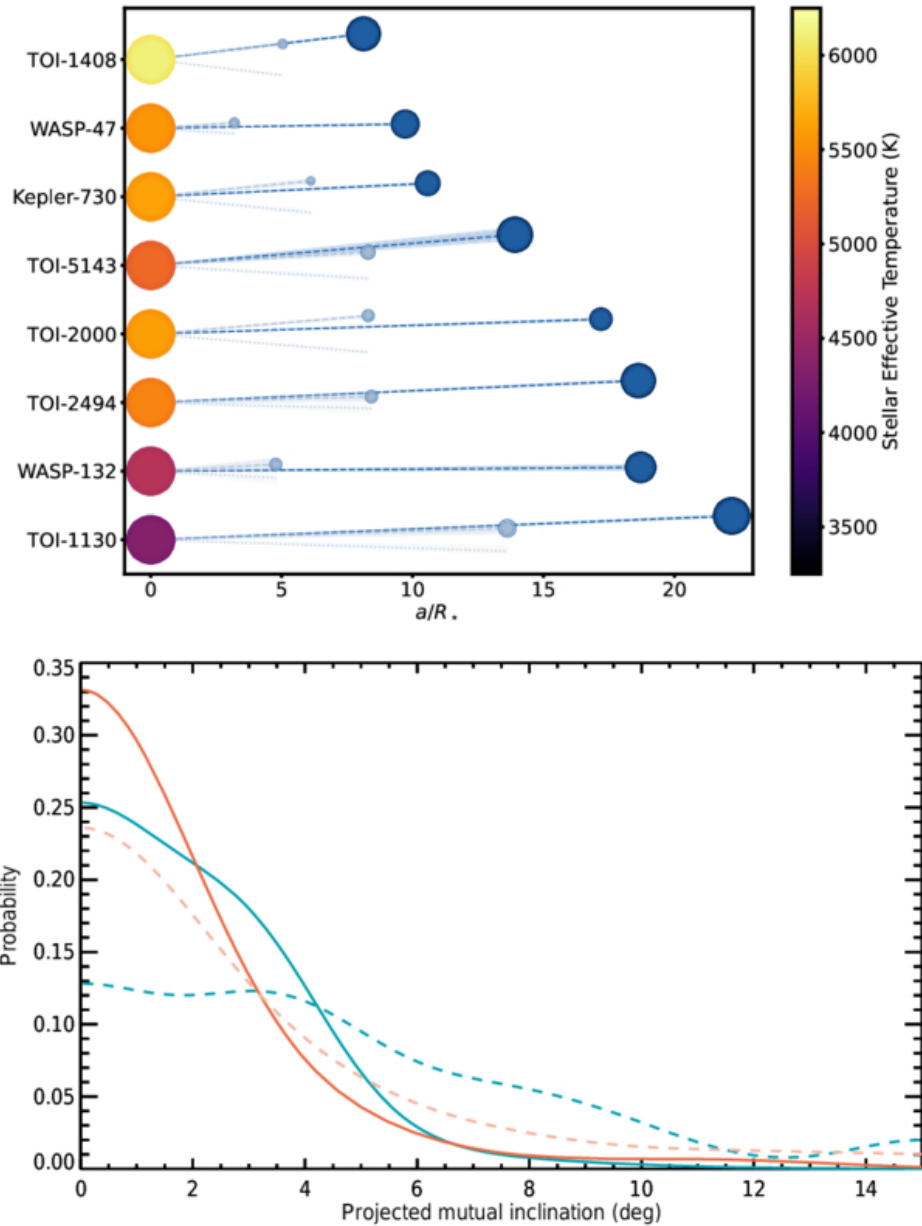 TOI-1408
WASP-47
Kepler-730
TOI-5143
TOI-2000
TOI-2494
WASP-132
TOI-1130
0 5 10 15 20
a/R⋆
6000
5500
5000
4500
4000
3500
Stellar Effective Temperature (K)
0.35
0.30
0.25
0.20
0.15
0.10
0.05
0.00
Probability
0 2 4 6 8 10 12 14
Projected mutual inclination (deg)